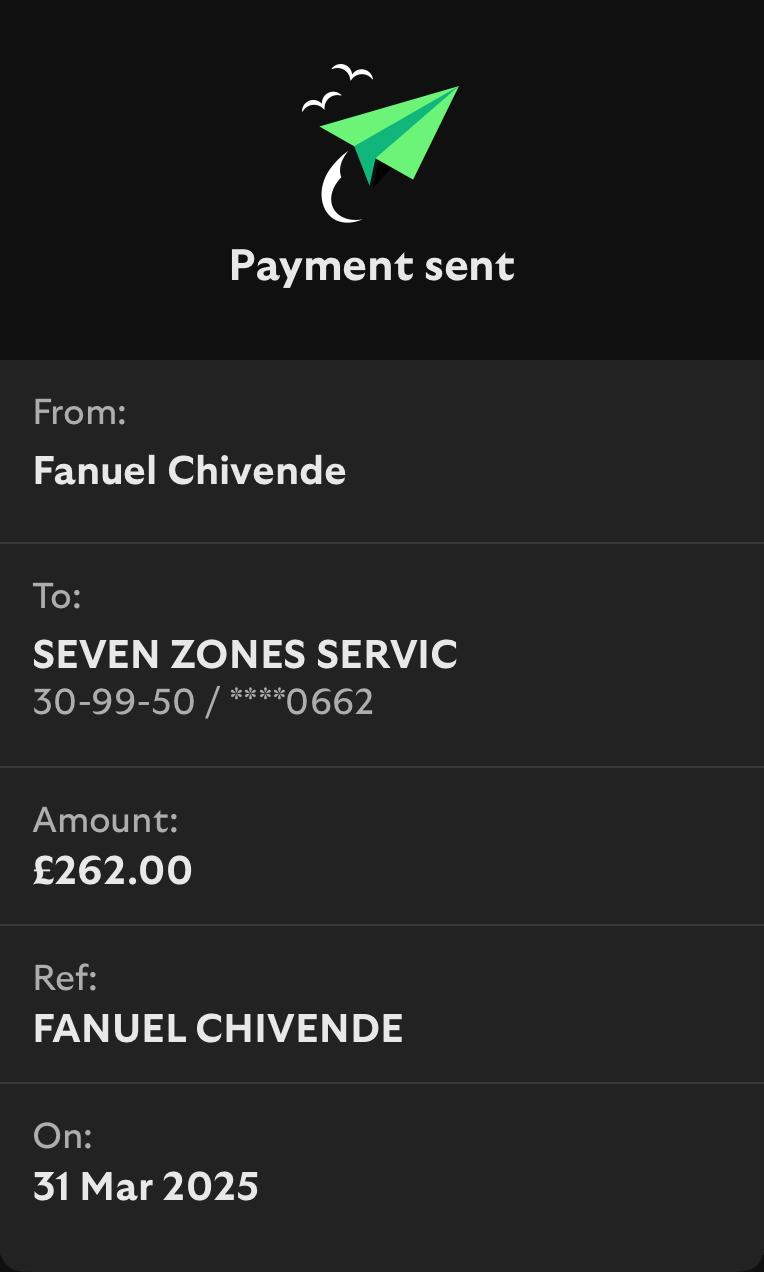 Payment sent
From:
Fanuel Chivende
To:
SEVEN ZONES SERVIC
30-99-50 / ****0662
Amount:
£262.00
Ref:
FANUEL CHIVENDE
On:
31 Mar 2025